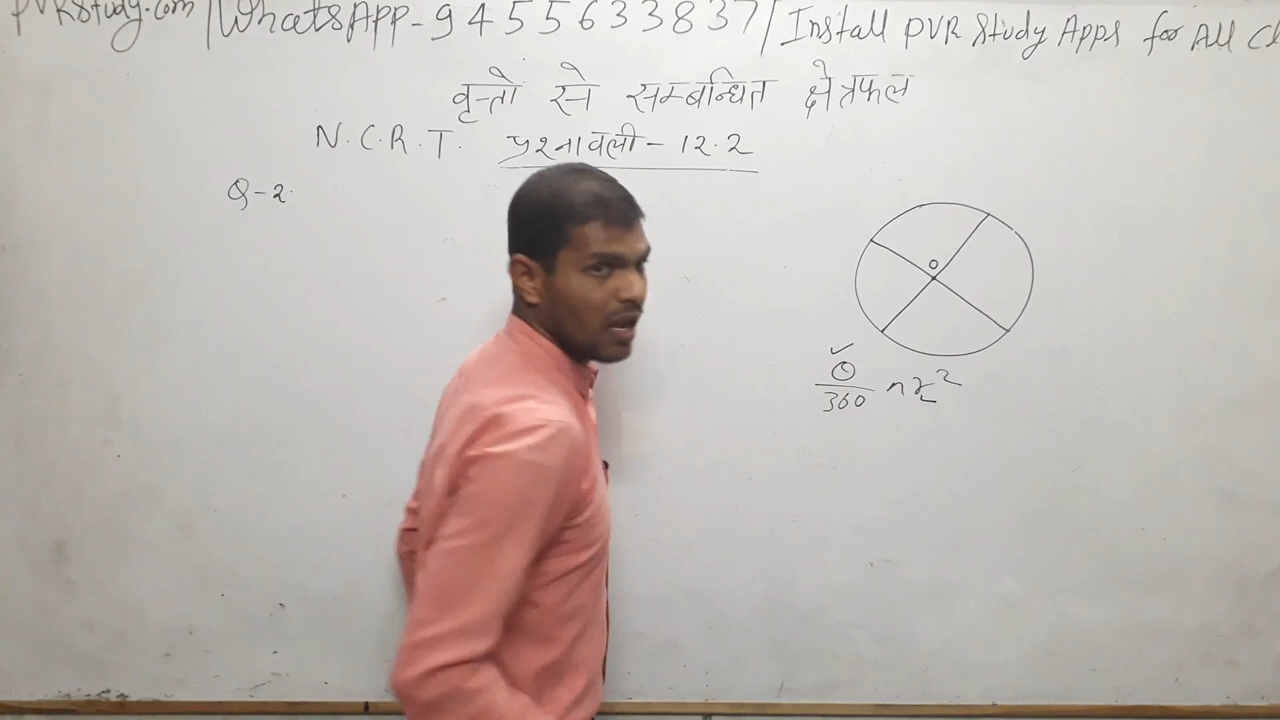 PVRStudy.com | WhatsApp - 9455633837 | Install PVR Study Apps for All
वृत्तो से सम्बन्धित क्षेत्रफल
N.C.R.T. प्रश्नावली - 12.2
Q-2.
O
θ/360 πr²